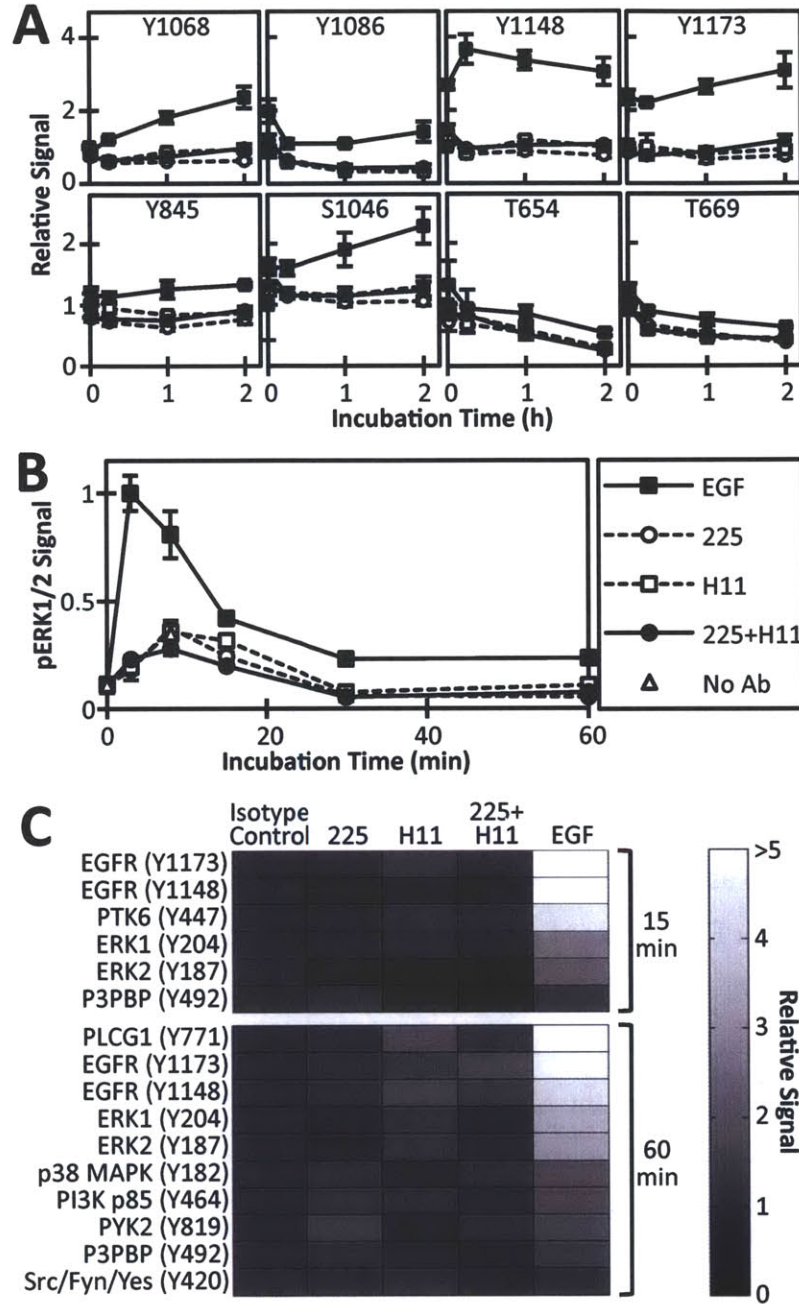 A
Y1068 Y1086 Y1148 Y1173
4
2
0
Relative Signal
Y845 S1046 T654 T669
2
1
0
0 1 2 0 1 2 0 1 2 0 1 2
Incubation Time (h)
B
pERK1/2 Signal
1
0.5
0
0 20 40 60
Incubation Time (min)
EGF
225
H11
225+H11
No Ab
C
Isotype Control 225 H11 225+ H11 EGF
EGFR (Y1173)
EGFR (Y1148)
PTK6 (Y447)
ERK1 (Y204)
ERK2 (Y187)
P3PBP (Y492)
15 min
PLCG1 (Y771)
EGFR (Y1173)
EGFR (Y1148)
ERK1 (Y204)
ERK2 (Y187)
p38 MAPK (Y182)
PI3K p85 (Y464)
PYK2 (Y819)
P3PBP (Y492)
Src/Fyn/Yes (Y420)
60 min
>5
4
3
2
1
0
Relative Signal